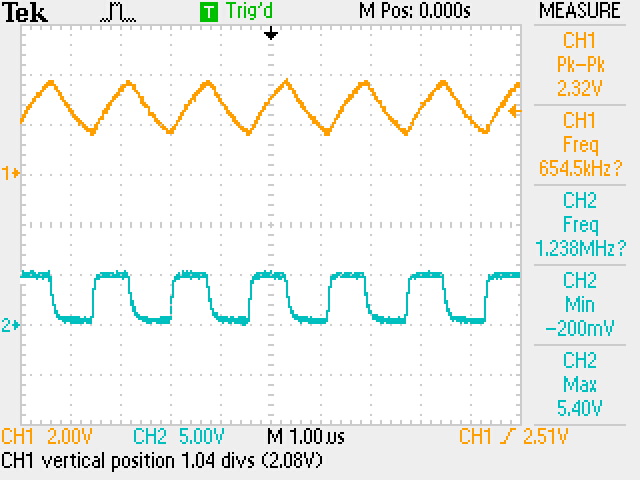 Tek T Trig'd M Pos: 0.000s MEASURE
CH1
Pk-Pk
2.32V
CH1
Freq
654.5kHz?
CH2
Freq
1.238MHz?
CH2
Min
-200mV
CH2
Max
5.40V
1
2
CH1 2.00V CH2 5.00V M 1.00us CH1 2.51V
CH1 vertical position 1.04 divs (2.08V)